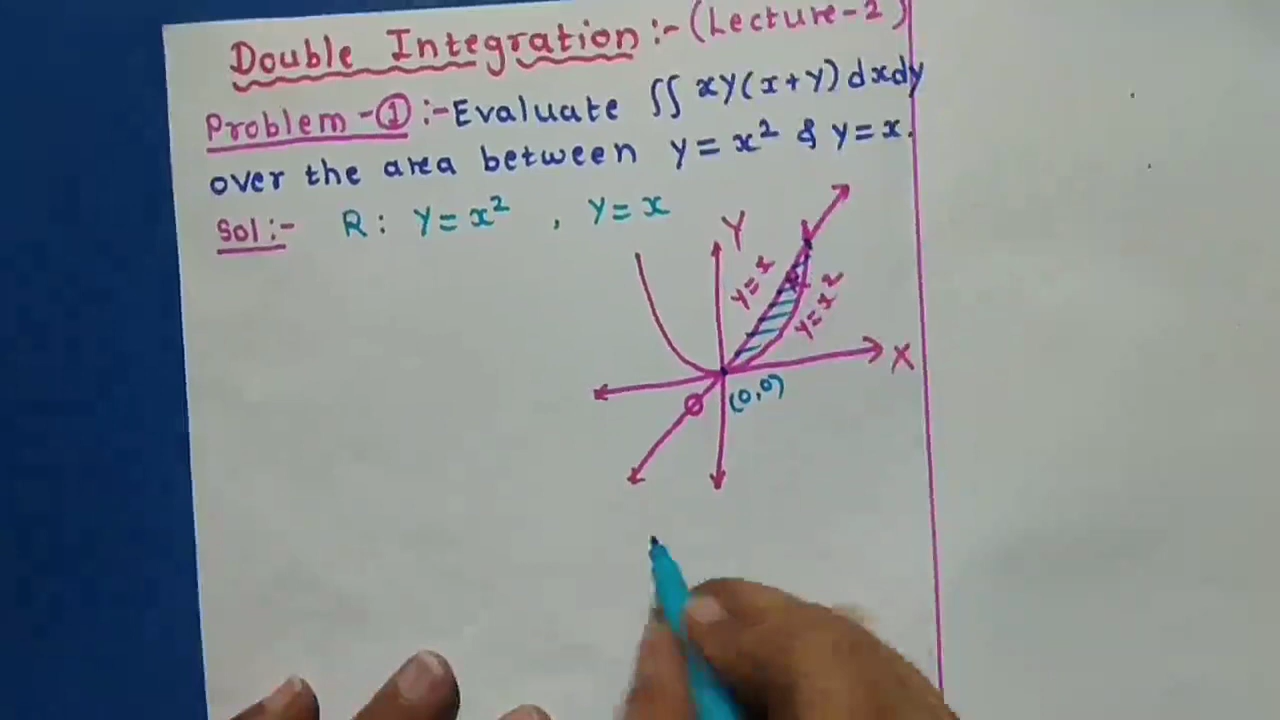 Double Integration :- (Lecture-2)
Problem-① :- Evaluate ∬ xy(x+y) dxdy
over the area between y=x² & y=x.
Sol:- R: y=x² , y=x
Y
y=x
y=x²
X
(0,0)